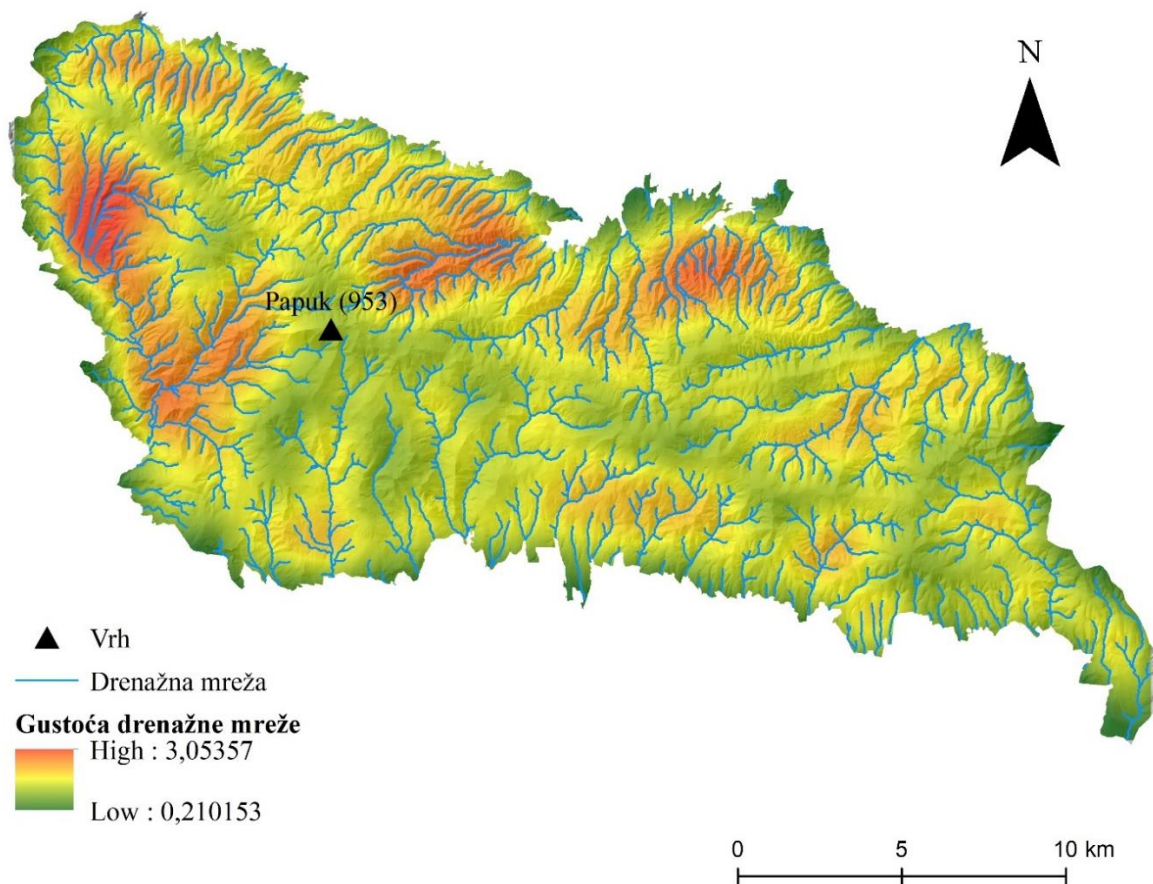 N
Papuk (953)
Vrh
Drenažna mreža
Gustoća drenažne mreže
High : 3,05357
Low : 0,210153
0 5 10 km